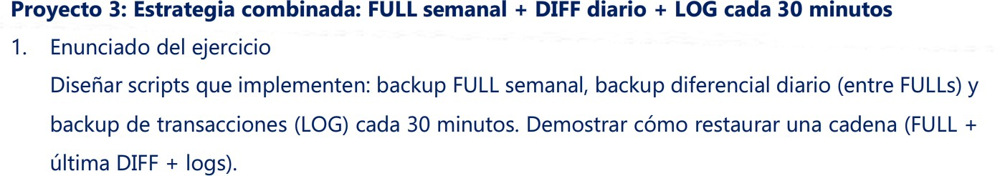 Proyecto 3: Estrategia combinada: FULL semanal + DIFF diario + LOG cada 30 minutos
1. Enunciado del ejercicio
Diseñar scripts que implementen: backup FULL semanal, backup diferencial diario (entre FULLs) y
backup de transacciones (LOG) cada 30 minutos. Demostrar cómo restaurar una cadena (FULL +
última DIFF + logs).